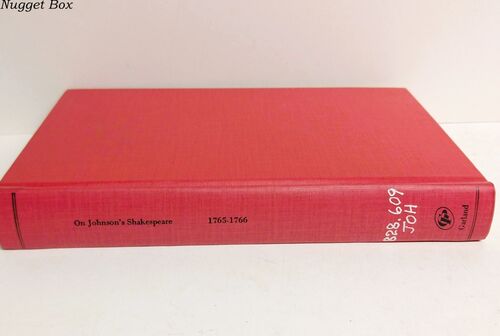 Nugget Box
On Johnson's Shakespeare 1765-1766
828.609
JOH
Garland